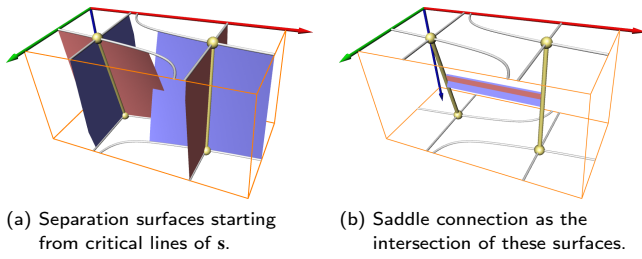 (a) Separation surfaces starting
from critical lines of s.
(b) Saddle connection as the
intersection of these surfaces.